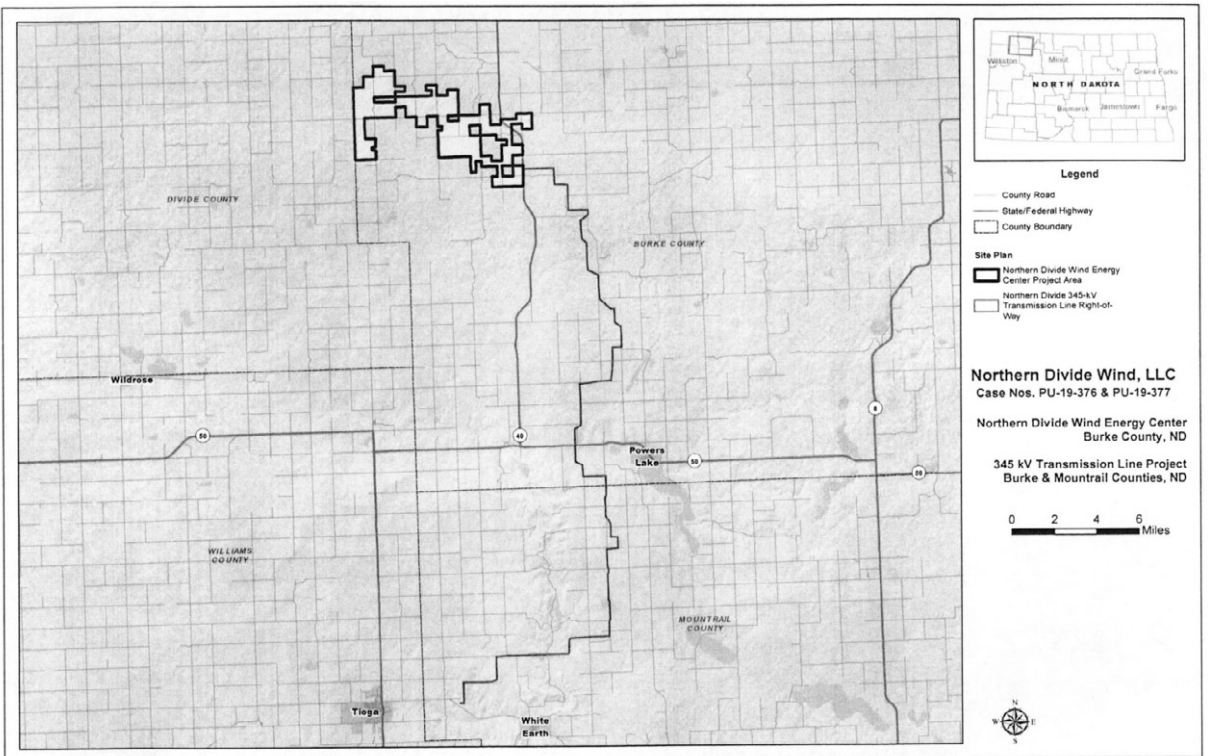 DIVIDE COUNTY
BURKE COUNTY
Wildrose
50
40
8
Powers
Lake
50
50
WILLIAMS
COUNTY
MOUNTRAIL
COUNTY
Tioga
White
Earth
Williston
Minot
Grand Forks
NORTH DAKOTA
Bismarck
Jamestown
Fargo
Legend
County Road
State/Federal Highway
County Boundary
Site Plan
Northern Divide Wind Energy
Center Project Area
Northern Divide 345-kV
Transmission Line Right-of-
Way
Northern Divide Wind, LLC
Case Nos. PU-19-376 & PU-19-377
Northern Divide Wind Energy Center
Burke County, ND
345 kV Transmission Line Project
Burke & Mountrail Counties, ND
0 2 4 6
Miles
N
W E
S